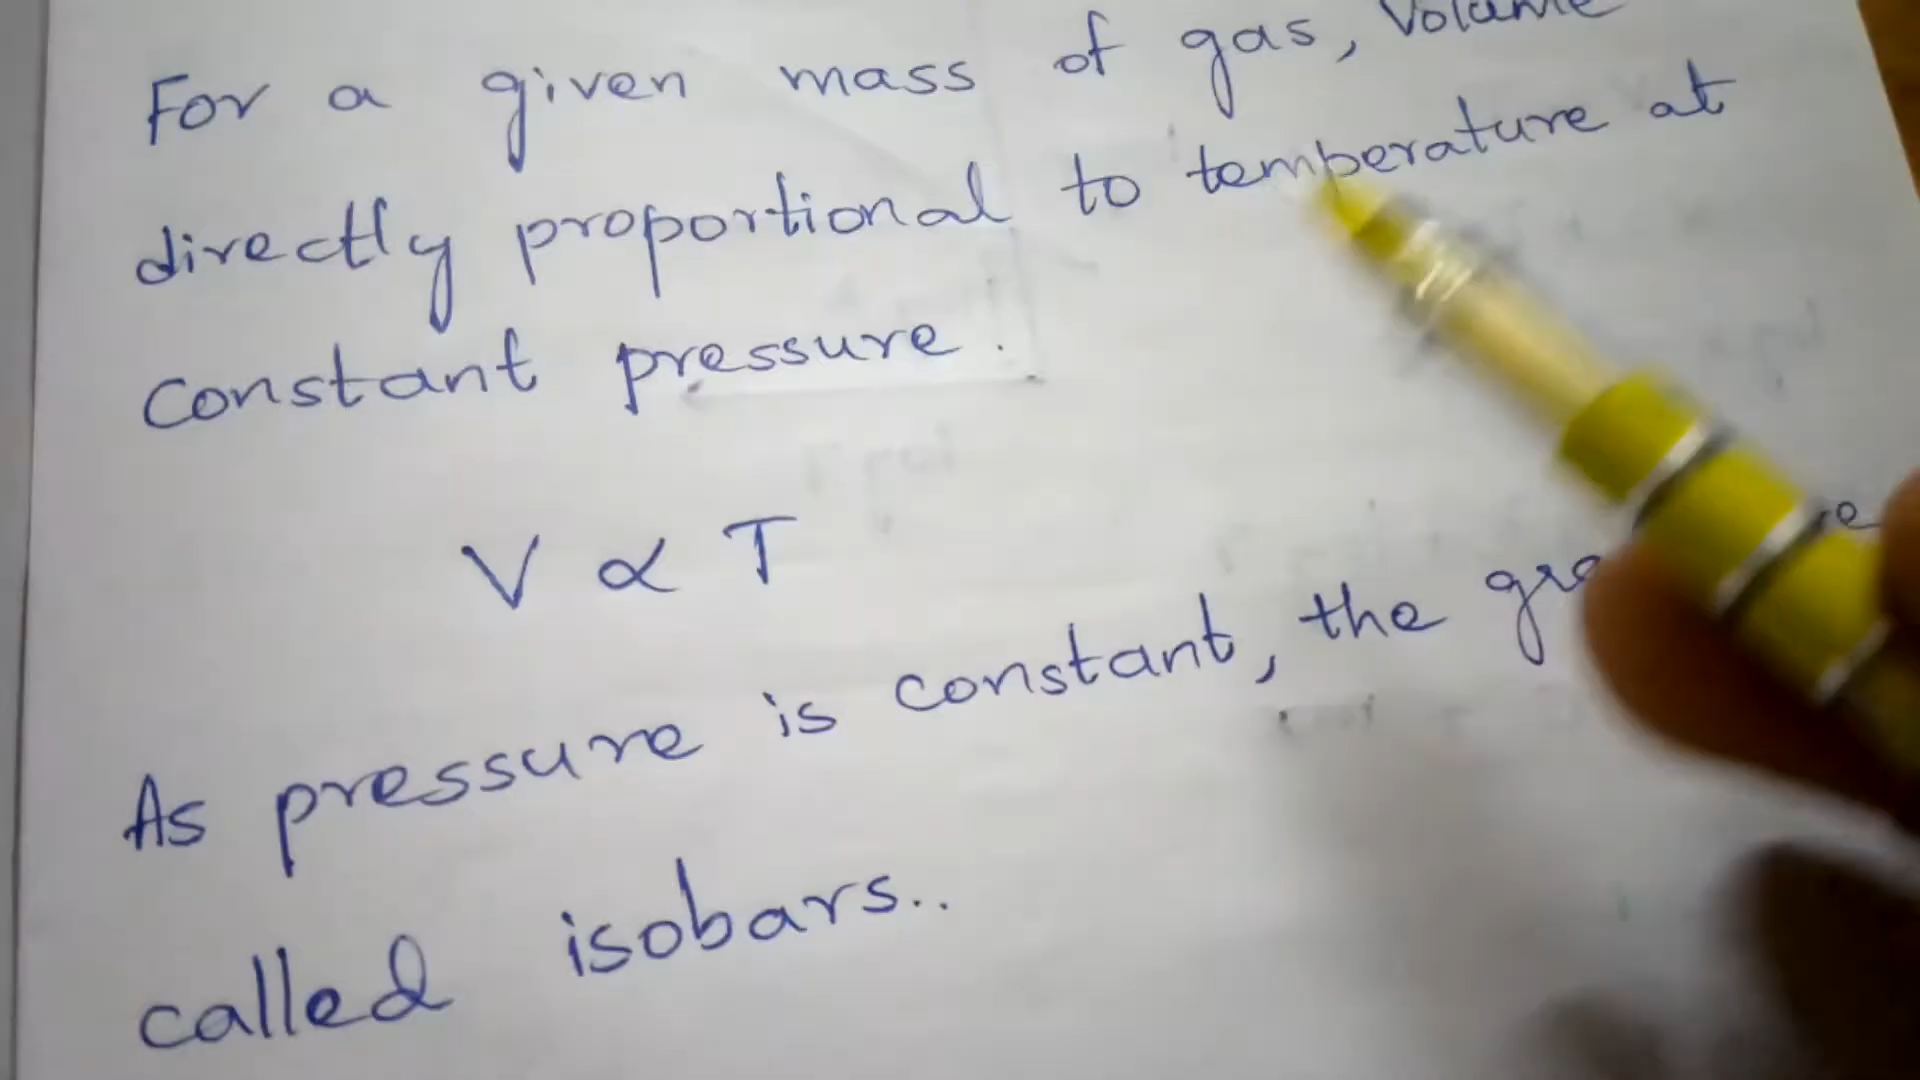 For a given mass of gas, Volume
directly proportional to temperature at
constant pressure.
V ∝ T
As pressure is constant, the
called isobars..